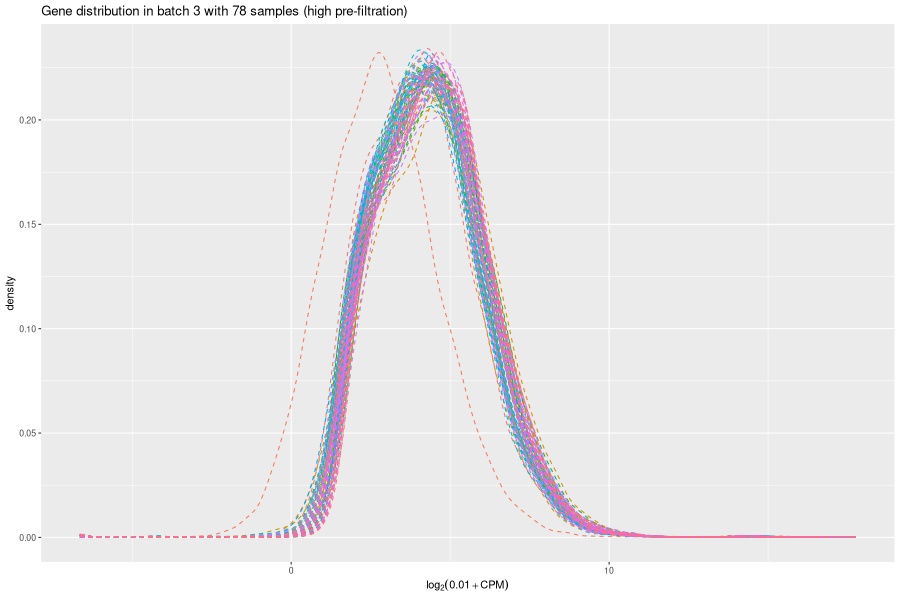 Gene distribution in batch 3 with 78 samples (high pre-filtration)
0.20
0.15
0.10
0.05
0.00
density
0 10
log₂(0.01 + CPM)